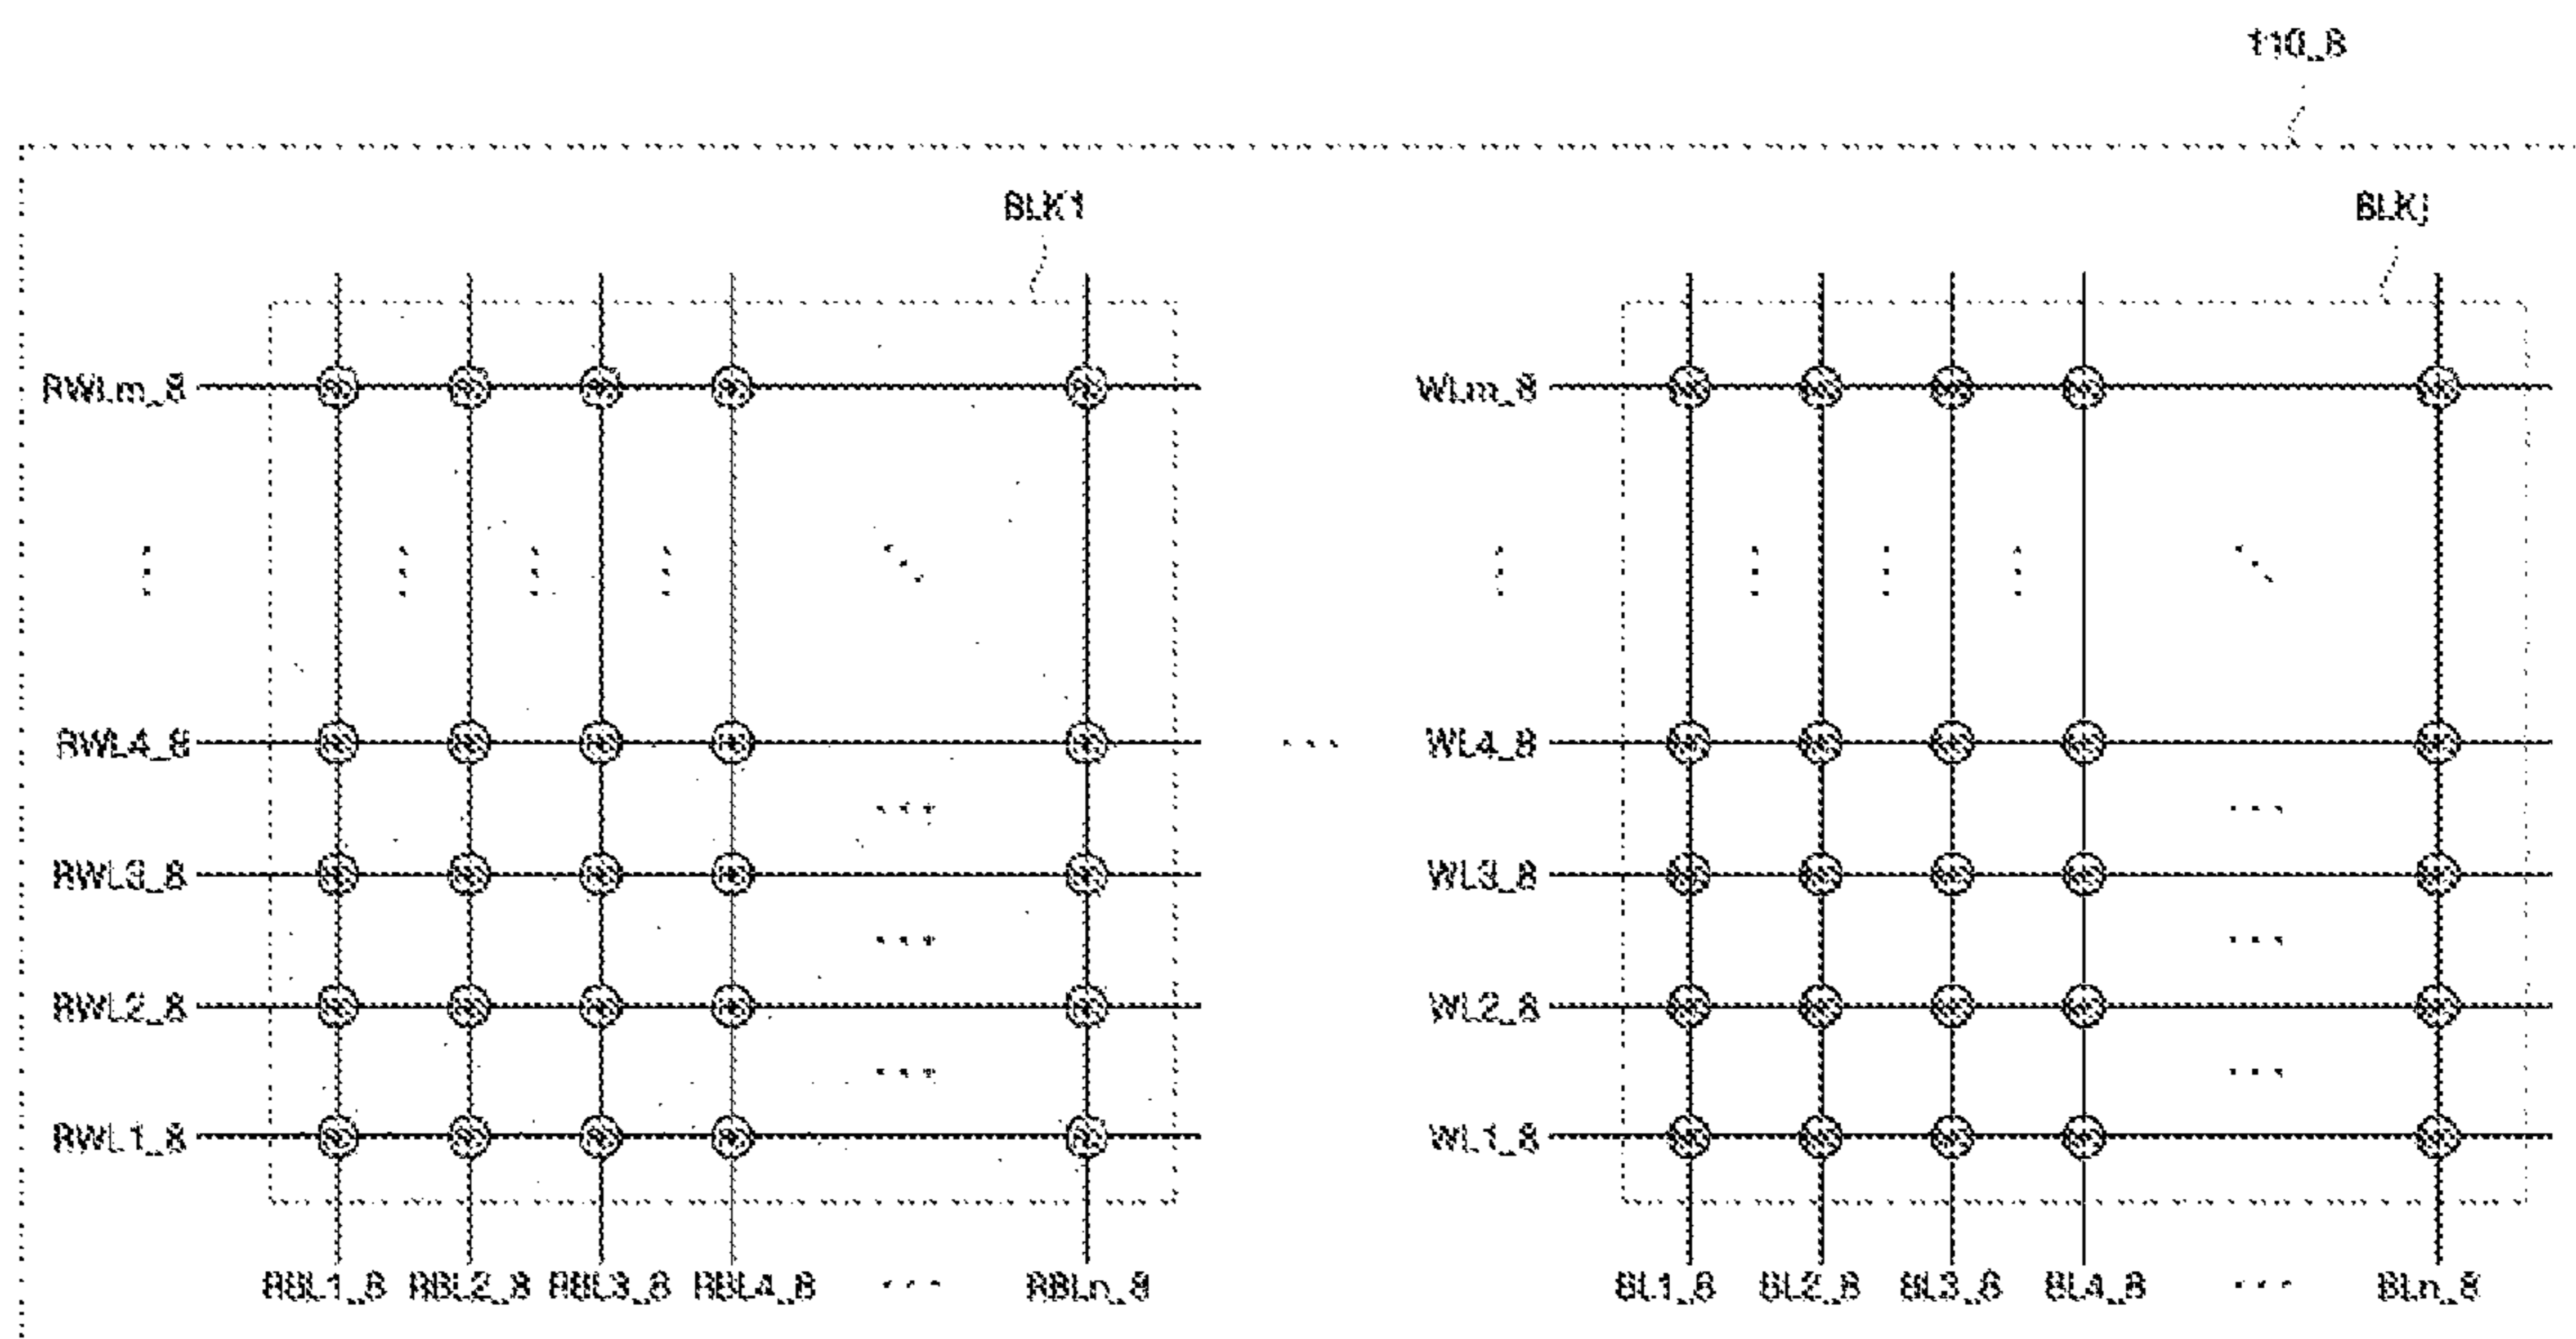 110_8
BLK1
BLKj
RWLm_8
WLm_8
RWL4_8
WL4_8
RWL3_8
WL3_8
RWL2_8
WL2_8
RWL1_8
WL1_8
RBL1_8 RBL2_8 RBL3_8 RBL4_8 ... RBLn_8
BL1_8 BL2_8 BL3_8 BL4_8 ... BLn_8